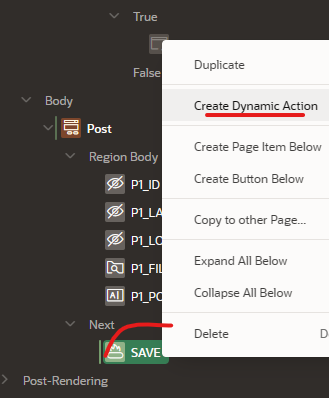 True
False
Body
Post
Region Body
P1_ID
P1_LA
P1_LO
P1_FIL
P1_PO
Next
SAVE
Post-Rendering
Duplicate
Create Dynamic Action
Create Page Item Below
Create Button Below
Copy to other Page...
Expand All Below
Collapse All Below
Delete